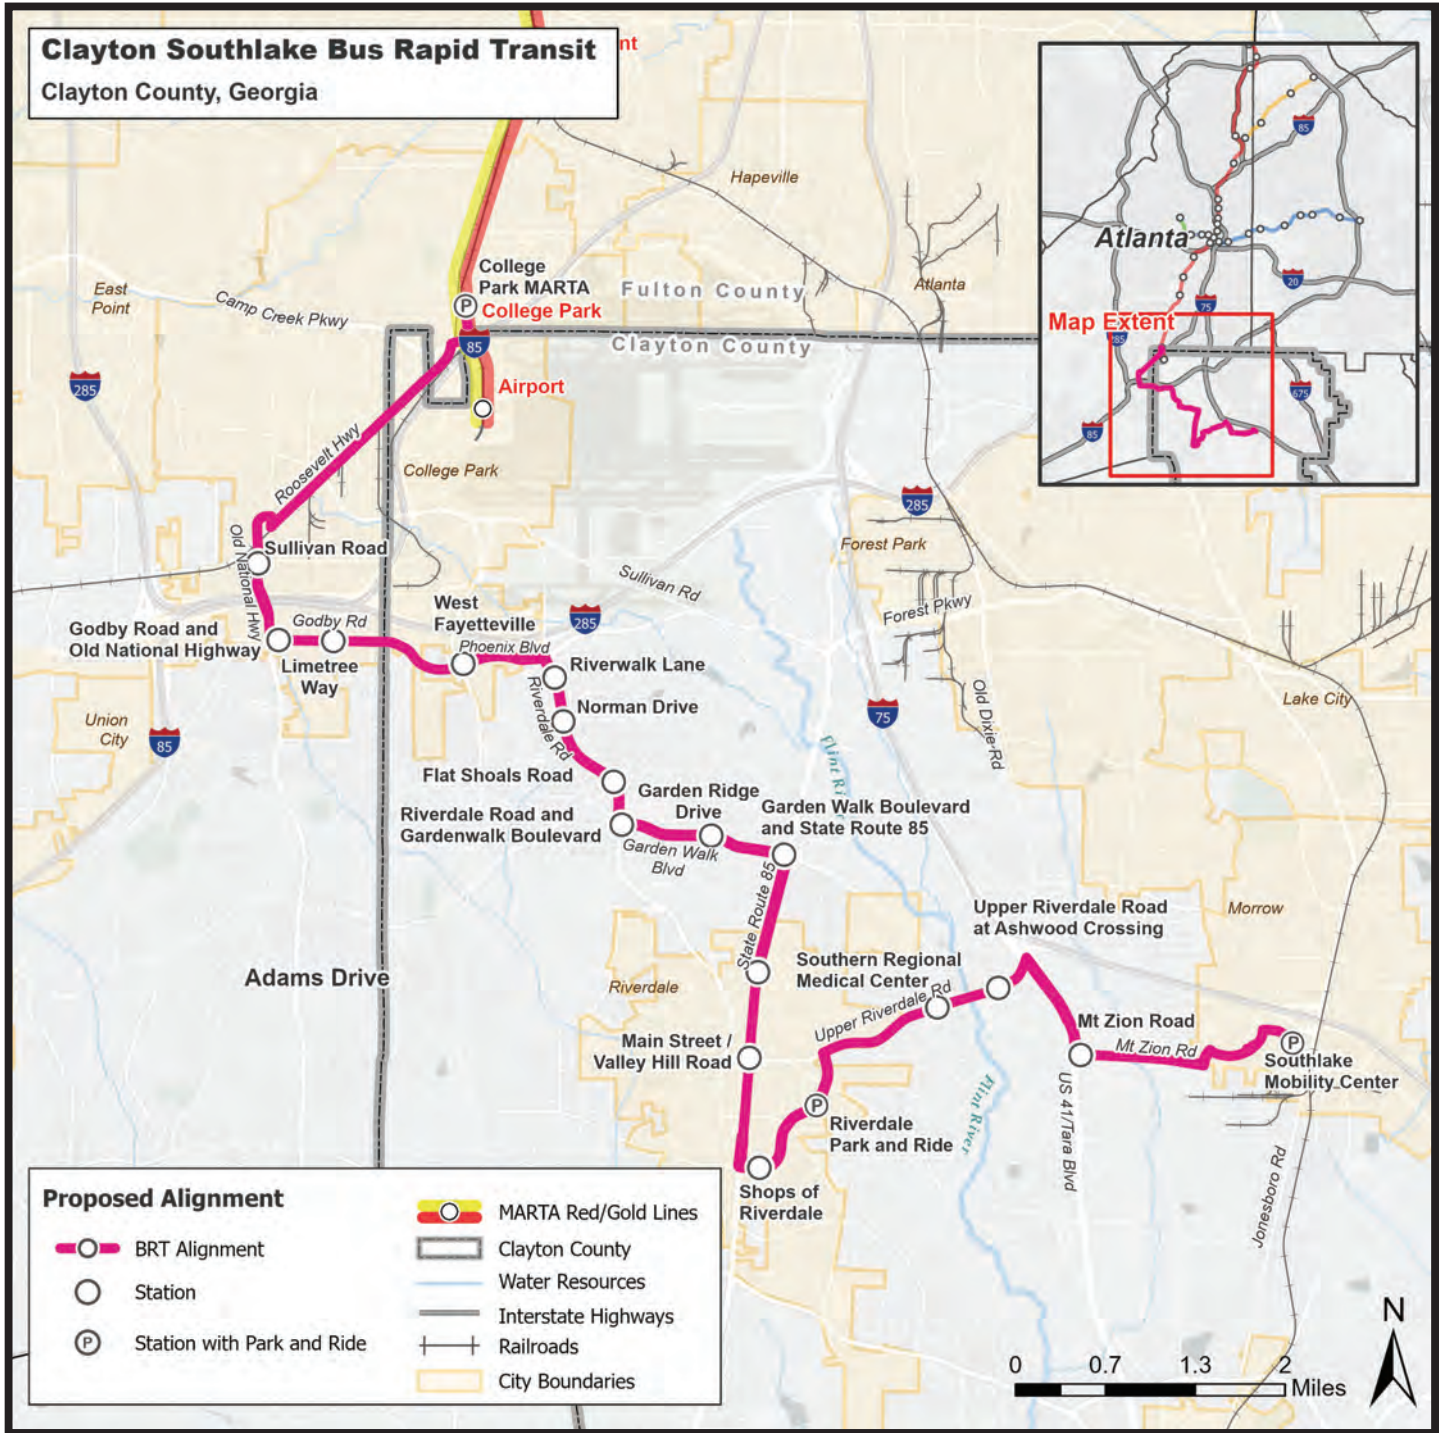 Clayton Southlake Bus Rapid Transit
Clayton County, Georgia
nt
Hapeville
Atlanta
East
Point
Camp Creek Pkwy
College
Park MARTA
P
College Park
Fulton County
Clayton County
85
Airport
285
Roosevelt Hwy
College Park
285
Atlanta
85
20
75
Map Extent
285
675
85
Old National Hwy
Sullivan Road
Sullivan Rd
Forest Park
Forest Pkwy
285
West
Fayetteville
Godby Road and
Old National Highway
Godby Rd
Limetree
Way
Phoenix Blvd
Riverwalk Lane
Riverdale Rd
Norman Drive
Union
City
85
75
Old Dixie Rd
Lake City
Flint River
Flat Shoals Road
Garden Ridge
Drive
Garden Walk Boulevard
and State Route 85
Riverdale Road and
Gardenwalk Boulevard
Garden Walk
Blvd
State Route 85
Upper Riverdale Road
at Ashwood Crossing
Morrow
Adams Drive
Riverdale
Southern Regional
Medical Center
Upper Riverdale Rd
Main Street /
Valley Hill Road
Mt Zion Road
Mt Zion Rd
P
Southlake
Mobility Center
P
Riverdale
Park and Ride
Flint River
US 41/Tara Blvd
Jonesboro Rd
Shops of
Riverdale
Proposed Alignment
BRT Alignment
Station
P
Station with Park and Ride
MARTA Red/Gold Lines
Clayton County
Water Resources
Interstate Highways
Railroads
City Boundaries
N
0 0.7 1.3 2
Miles